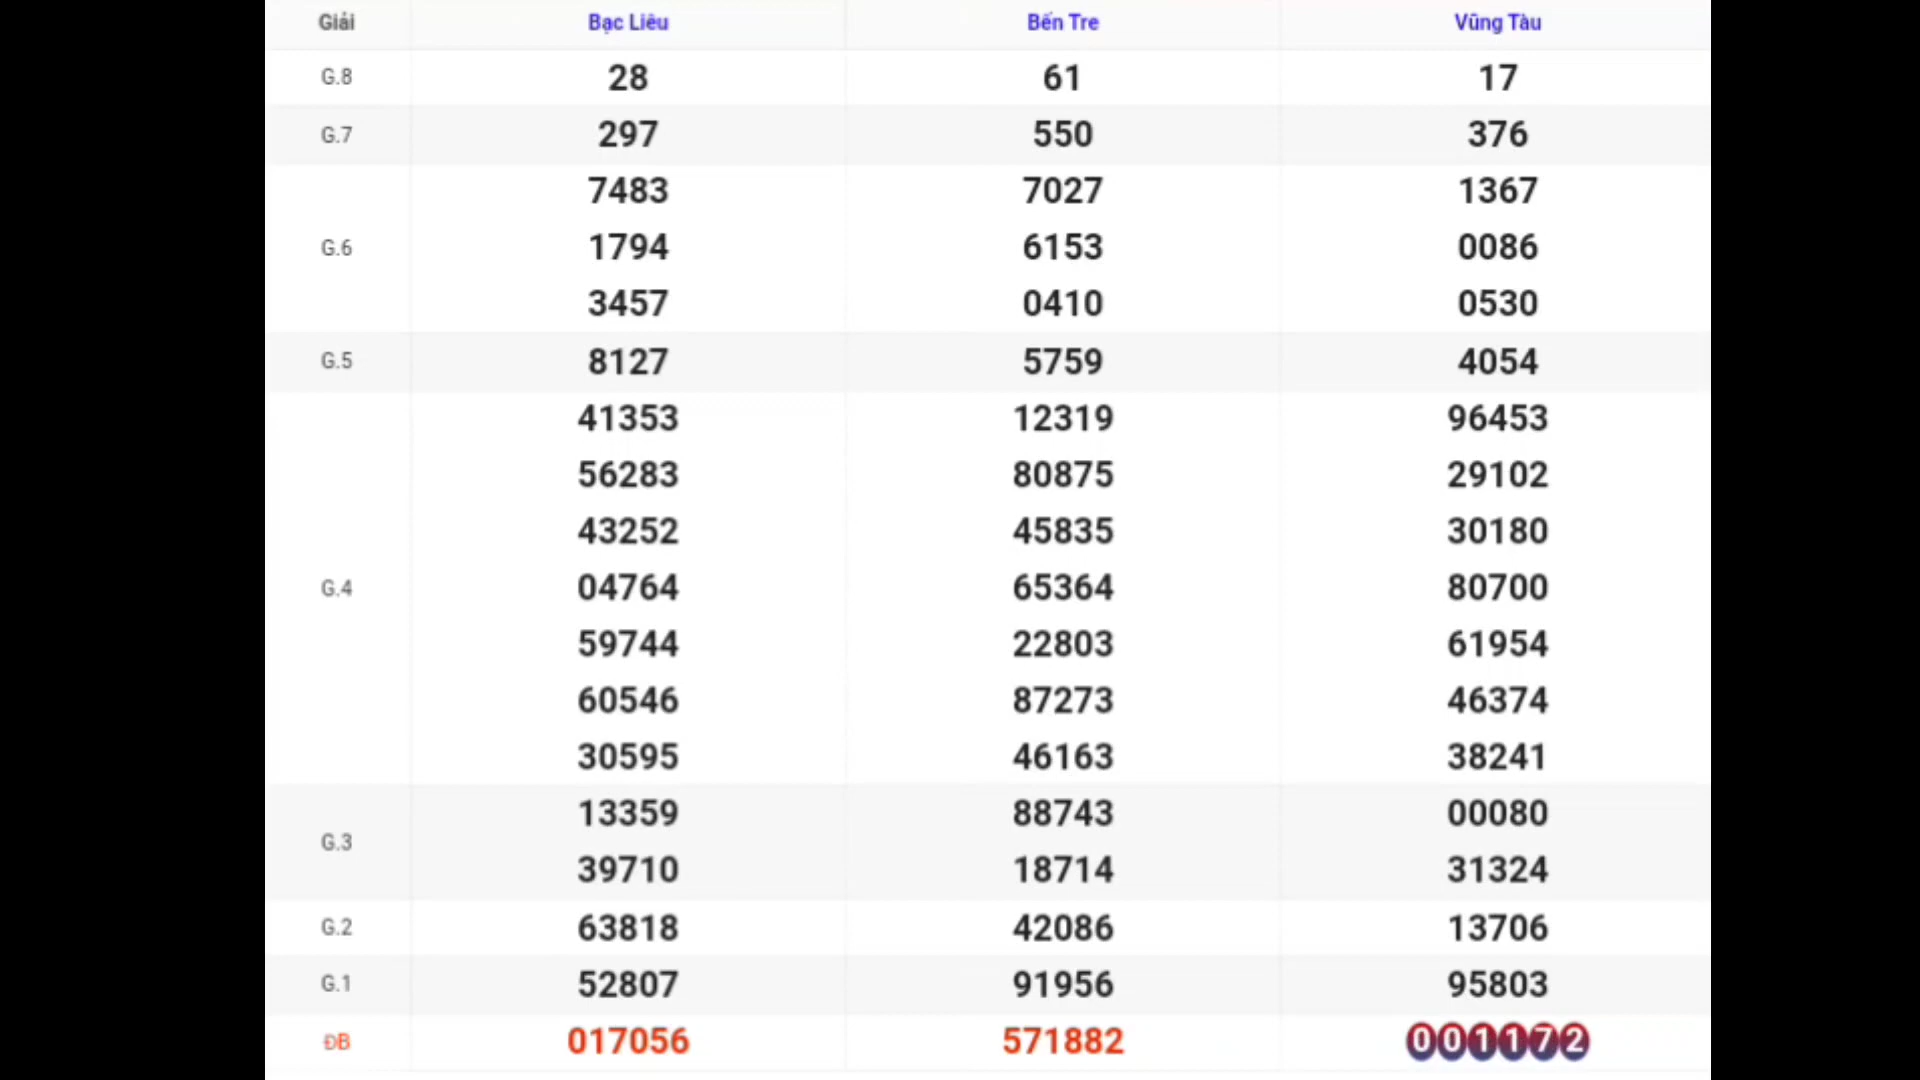 Giải Bạc Liêu Bến Tre Vũng Tàu
G.8 28 61 17
G.7 297 550 376
7483 7027 1367
G.6 1794 6153 0086
3457 0410 0530
G.5 8127 5759 4054
41353 12319 96453
56283 80875 29102
43252 45835 30180
G.4 04764 65364 80700
59744 22803 61954
60546 87273 46374
30595 46163 38241
13359 88743 00080
G.3
39710 18714 31324
G.2 63818 42086 13706
G.1 52807 91956 95803
ĐB 017056 571882 001172